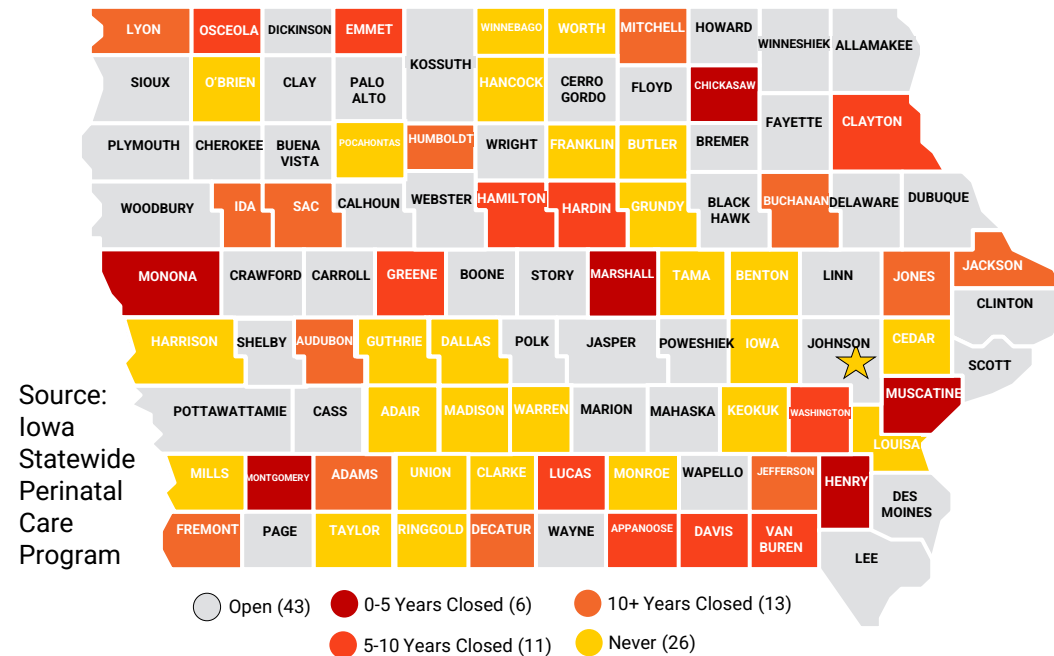 LYON OSCEOLA DICKINSON EMMET WINNEBAGO WORTH MITCHELL HOWARD
KOSSUTH WINNESHIEK ALLAMAKEE
SIOUX O'BRIEN CLAY PALO ALTO HANCOCK CERRO GORDO FLOYD CHICKASAW
FAYETTE CLAYTON
PLYMOUTH CHEROKEE BUENA VISTA POCAHONTAS HUMBOLDT WRIGHT FRANKLIN BUTLER BREMER
WOODBURY IDA SAC CALHOUN WEBSTER HAMILTON HARDIN GRUNDY BLACK HAWK BUCHANAN DELAWARE DUBUQUE
MONONA CRAWFORD CARROLL GREENE BOONE STORY MARSHALL TAMA BENTON LINN JONES JACKSON
CLINTON
HARRISON SHELBY AUDUBON GUTHRIE DALLAS POLK JASPER POWESHIEK IOWA JOHNSON CEDAR
SCOTT
POTTAWATTAMIE CASS ADAIR MADISON WARREN MARION MAHASKA KEOKUK WASHINGTON MUSCATINE
LOUISA
MILLS MONTGOMERY ADAMS UNION CLARKE LUCAS MONROE WAPELLO JEFFERSON HENRY DES MOINES
FREMONT PAGE TAYLOR RINGGOLD DECATUR WAYNE APPANOOSE DAVIS VAN BUREN LEE
Source:
Iowa
Statewide
Perinatal
Care
Program
Open (43)
0-5 Years Closed (6)
10+ Years Closed (13)
5-10 Years Closed (11)
Never (26)